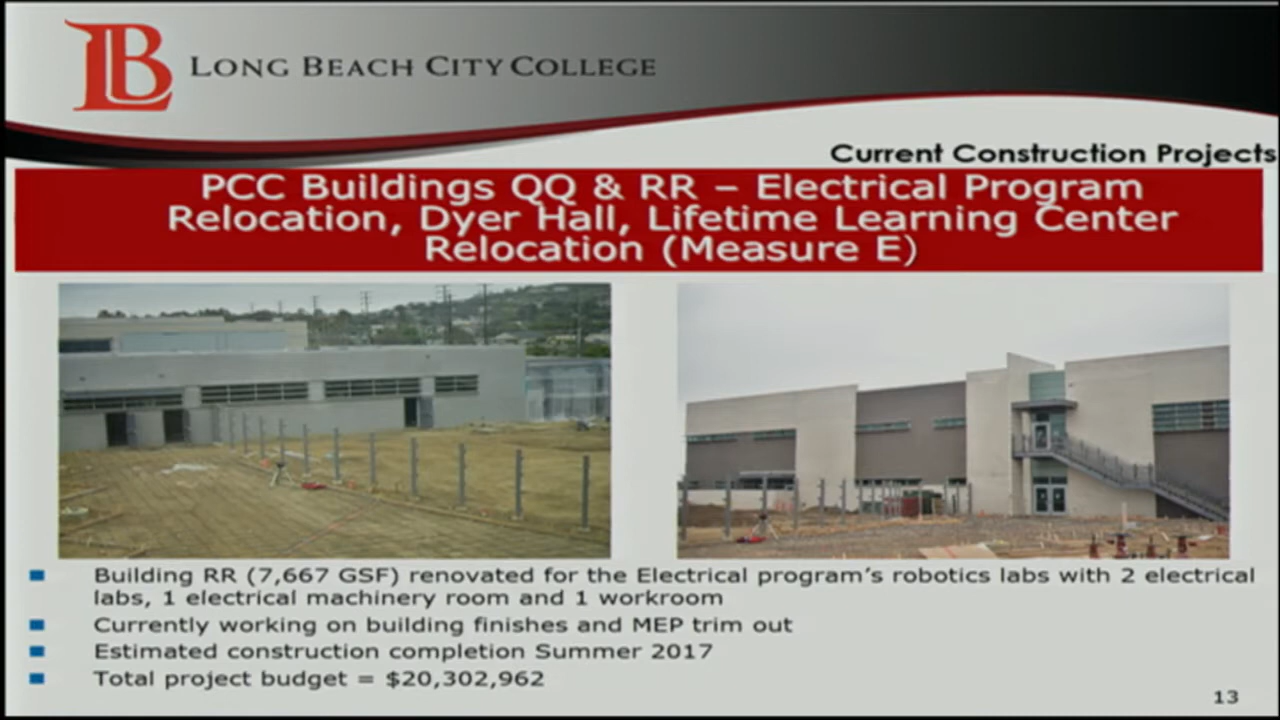 LB
LONG BEACH CITY COLLEGE
Current Construction Projects
PCC Buildings QQ & RR – Electrical Program
Relocation, Dyer Hall, Lifetime Learning Center
Relocation (Measure E)
Building RR (7,667 GSF) renovated for the Electrical program's robotics labs with 2 electrical
labs, 1 electrical machinery room and 1 workroom
Currently working on building finishes and MEP trim out
Estimated construction completion Summer 2017
Total project budget = $20,302,962
13